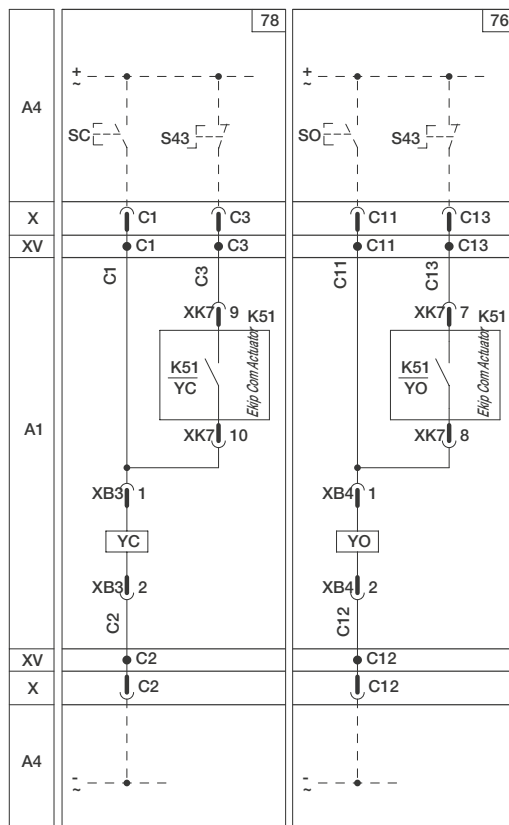 78
76
+
~
+
~
A4
SC
S43
SO
S43
X
C1
C3
C11
C13
XV
C1
C3
C11
C13
C1
C3
C11
C13
XK7 9
K51
XK7 7
K51
K51
YC
Ekip Com Actuator
K51
YO
Ekip Com Actuator
A1
XK7 10
XK7 8
XB3 1
XB4 1
YC
YO
XB3 2
XB4 2
C2
C12
XV
C2
C12
X
C2
C12
A4
-
~
-
~